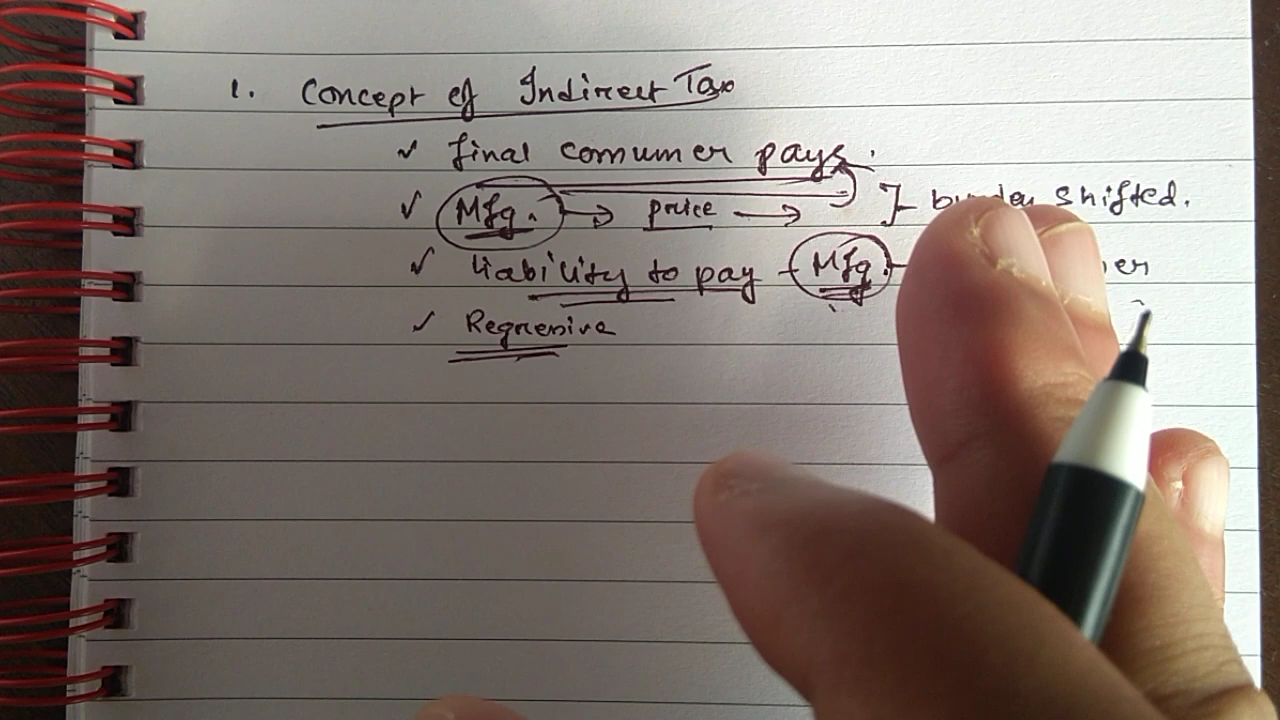 1. Concept of Indirect Tax
✓ final consumer pays.
✓ Mfg. → price → } burden shifted.
✓ liability to pay - Mfg.
✓ Regressive